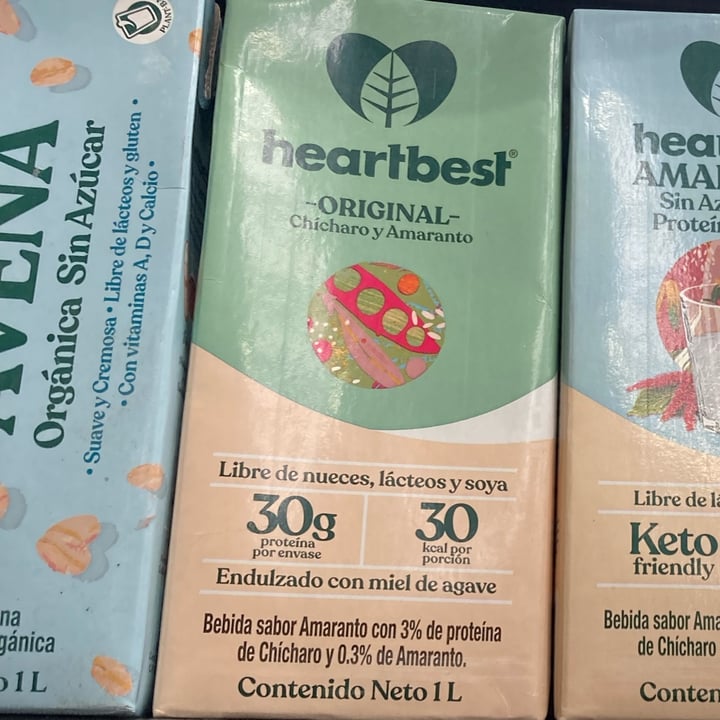 PLANT-B
AVENA
Orgánica Sin Azúcar
• Suave y Cremosa • Libre de lácteos y gluten •
• Con vitaminas A, D y Calcio •
na
gánica
o 1 L
heartbest®
-ORIGINAL-
Chícharo y Amaranto
Libre de nueces, lácteos y soya
30g
proteína
por envase
30
kcal por
porción
Endulzado con miel de agave
Bebida sabor Amaranto con 3% de proteína
de Chícharo y 0.3% de Amaranto.
Contenido Neto 1 L
hear
AMA
Sin Az
Proteín
Libre de lá
Keto
friendly
Bebida sabor Ama
de Chícharo
Conten